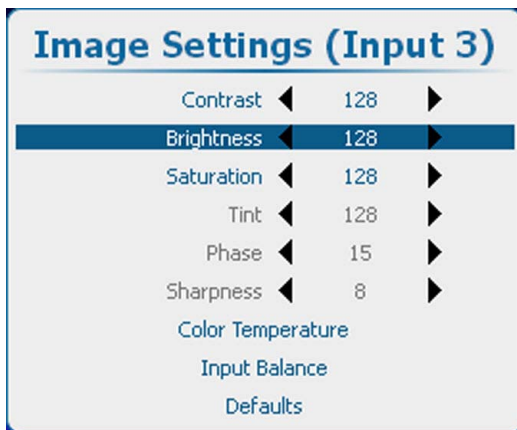 Image Settings (Input 3)
Contrast 128
Brightness 128
Saturation 128
Tint 128
Phase 15
Sharpness 8
Color Temperature
Input Balance
Defaults